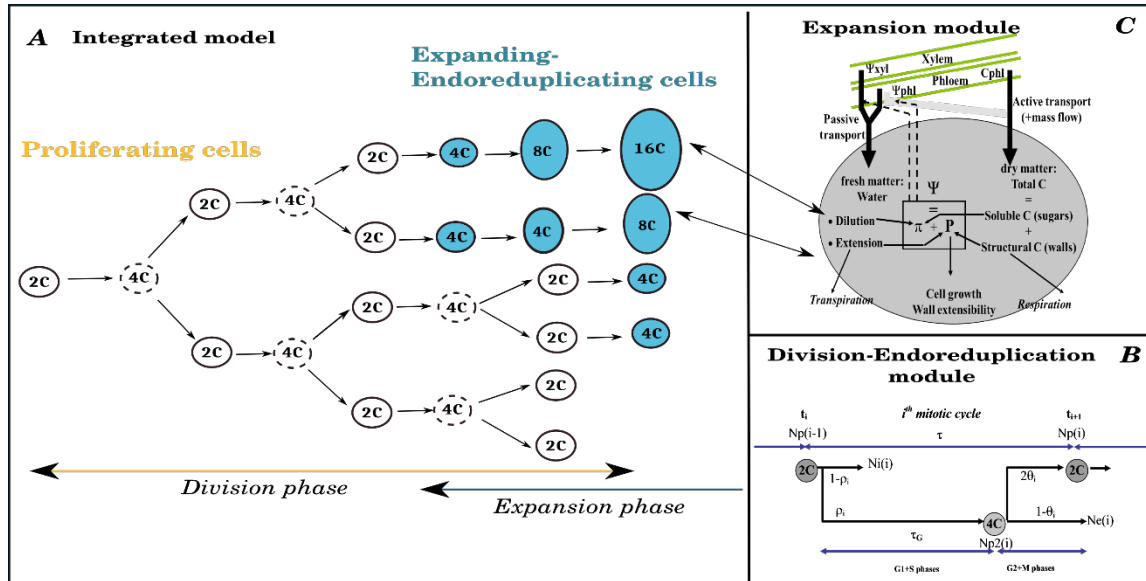 A Integrated model
Expanding-
Endoreduplicating cells
Proliferating cells
2C 4C 8C 16C
2C 4C
2C 4C 4C 8C
2C 4C
2C 4C
2C 4C
2C 4C
2C 4C
2C
2C 4C
2C
Division phase
Expansion phase
Expansion module C
Xylem
Ψxyl
Phloem Cphl
Ψphl
Passive
transport
Active transport
(+mass flow)
fresh matter:
Water
dry matter:
Total C
=
Ψ
=
• Dilution
π + P
Soluble C (sugars)
+
• Extension
Structural C (walls)
Transpiration
Cell growth
Wall extensibility
Respiration
Division-Endoreduplication B
module
ti ith mitotic cycle ti+1
Np(i-1) τ Np(i)
2C Ni(i) 2θi 2C
1-ρi
ρi 4C 1-θi Ne(i)
τG Np2(i)
G1+S phases G2+M phases